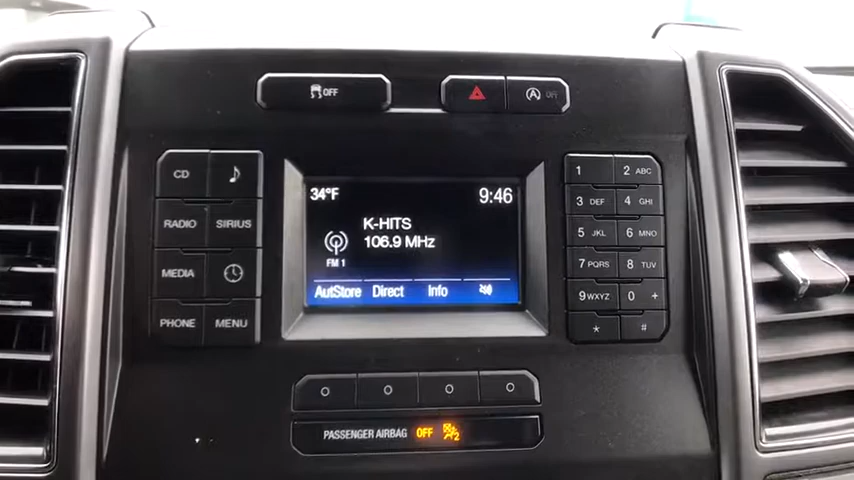 OFF
A OFF
CD
RADIO SIRIUS
MEDIA
PHONE MENU
34°F 9:46
K-HITS
106.9 MHz
FM 1
AutStore Direct Info
1 2 ABC
3 DEF 4 GHI
5 JKL 6 MNO
7 PQRS 8 TUV
9 WXYZ 0 +
* #
PASSENGER AIRBAG OFF 2